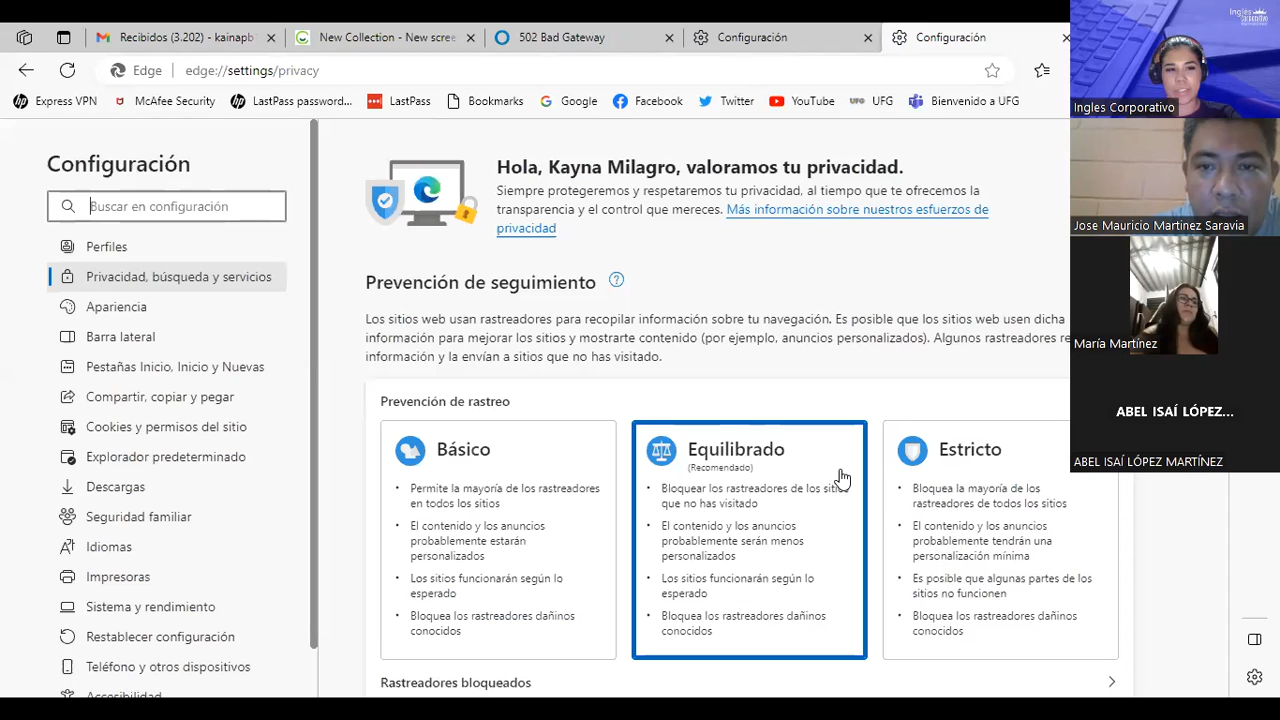 Recibidos (3.202) - kainapb
New Collection - New scree
502 Bad Gateway
Configuración
Configuración
Edge
edge://settings/privacy
Express VPN
McAfee Security
LastPass password...
LastPass
Bookmarks
Google
Facebook
Twitter
YouTube
UFG
Bienvenido a UFG
Configuración
Buscar en configuración
Perfiles
Privacidad, búsqueda y servicios
Apariencia
Barra lateral
Pestañas Inicio, Inicio y Nuevas
Compartir, copiar y pegar
Cookies y permisos del sitio
Explorador predeterminado
Descargas
Seguridad familiar
Idiomas
Impresoras
Sistema y rendimiento
Restablecer configuración
Teléfono y otros dispositivos
Accesibilidad
Hola, Kayna Milagro, valoramos tu privacidad.
Siempre protegeremos y respetaremos tu privacidad, al tiempo que te ofrecemos la
transparencia y el control que mereces. Más información sobre nuestros esfuerzos de
privacidad
Prevención de seguimiento
Los sitios web usan rastreadores para recopilar información sobre tu navegación. Es posible que los sitios web usen dicha
información para mejorar los sitios y mostrarte contenido (por ejemplo, anuncios personalizados). Algunos rastreadores re
información y la envían a sitios que no has visitado.
Prevención de rastreo
Básico
• Permite la mayoría de los rastreadores
en todos los sitios
• El contenido y los anuncios
probablemente estarán
personalizados
• Los sitios funcionarán según lo
esperado
• Bloquea los rastreadores dañinos
conocidos
Equilibrado
(Recomendado)
• Bloquear los rastreadores de los sitios
que no has visitado
• El contenido y los anuncios
probablemente serán menos
personalizados
• Los sitios funcionarán según lo
esperado
• Bloquea los rastreadores dañinos
conocidos
Estricto
• Bloquea la mayoría de los
rastreadores de todos los sitios
• El contenido y los anuncios
probablemente tendrán una
personalización mínima
• Es posible que algunas partes de los
sitios no funcionen
• Bloquea los rastreadores dañinos
conocidos
Rastreadores bloqueados
Inglés
Corporativo
Ingles Corporativo
Jose Mauricio Martinez Saravia
María Martínez
ABEL ISAÍ LÓPEZ...
ABEL ISAÍ LÓPEZ MARTÍNEZ